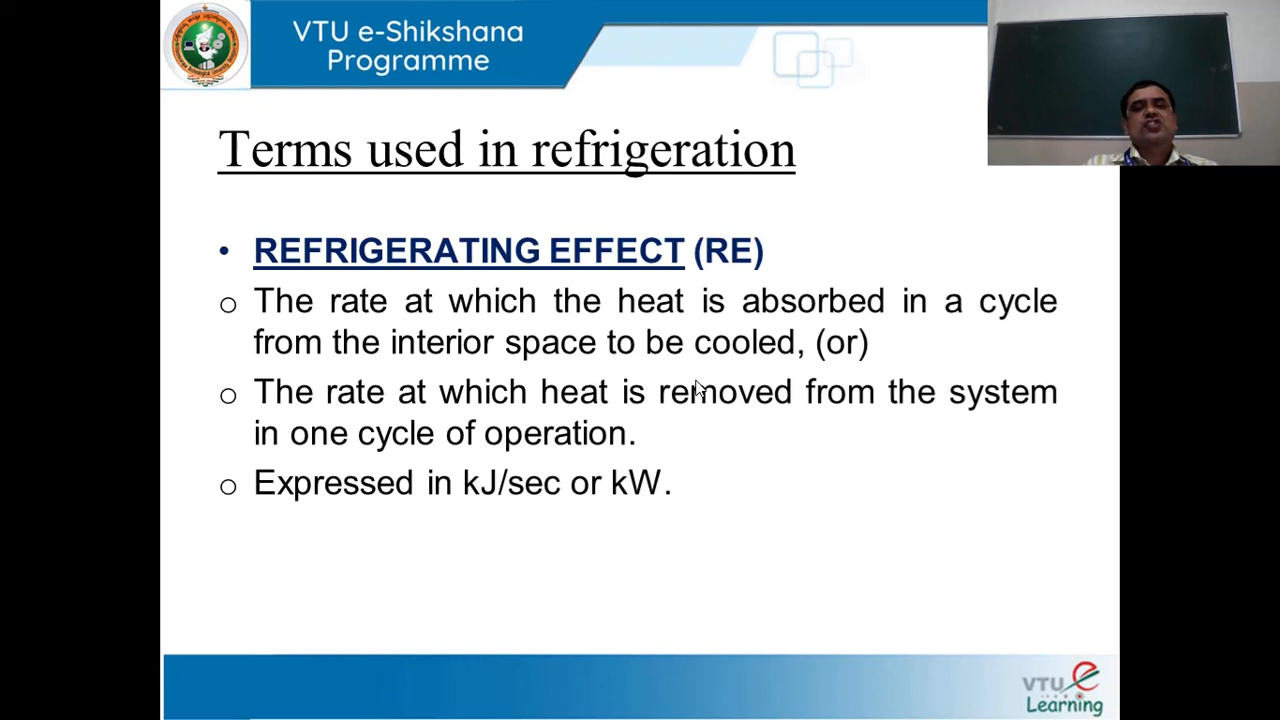 VTU e-Shikshana
Programme
Terms used in refrigeration
• REFRIGERATING EFFECT (RE)
o The rate at which the heat is absorbed in a cycle
from the interior space to be cooled, (or)
o The rate at which heat is removed from the system
in one cycle of operation.
o Expressed in kJ/sec or kW.
VTU e
Learning